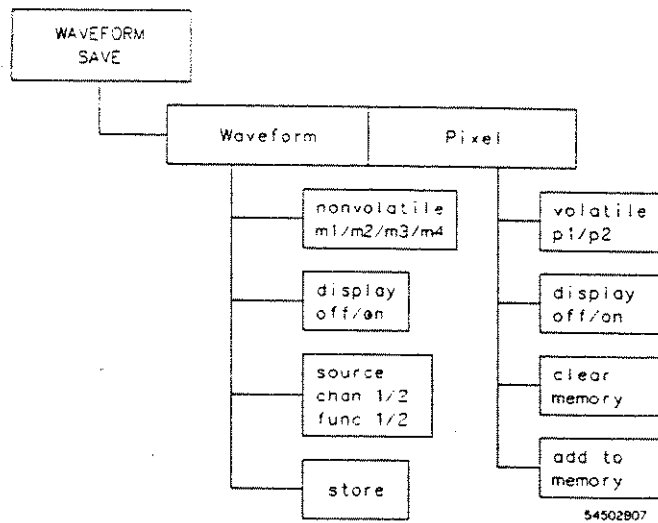 WAVEFORM
SAVE
Waveform
Pixel
nonvolatile
m1/m2/m3/m4
display
off/on
source
chan 1/2
func 1/2
store
volatile
p1/p2
display
off/on
clear
memory
add to
memory
54502B07